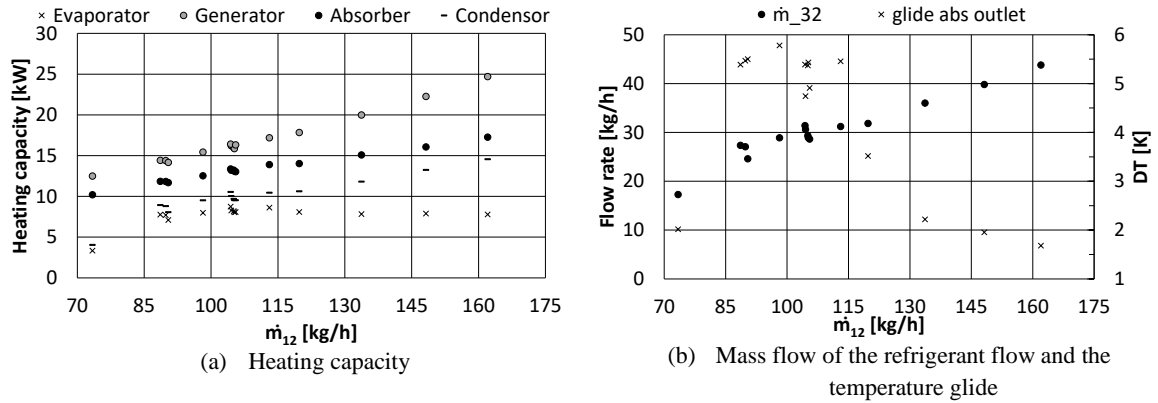 × Evaporator ● Generator ● Absorber – Condensor
30
25
20
15
10
5
0
Heating capacity [kW]
70 85 100 115 130 145 160 175
ṁ12 [kg/h]
(a) Heating capacity
● ṁ_32 × glide abs outlet
50
40
30
20
10
0
Flow rate [kg/h]
6
5
4
3
2
1
DT [K]
70 85 100 115 130 145 160 175
ṁ12 [kg/h]
(b) Mass flow of the refrigerant flow and the
temperature glide